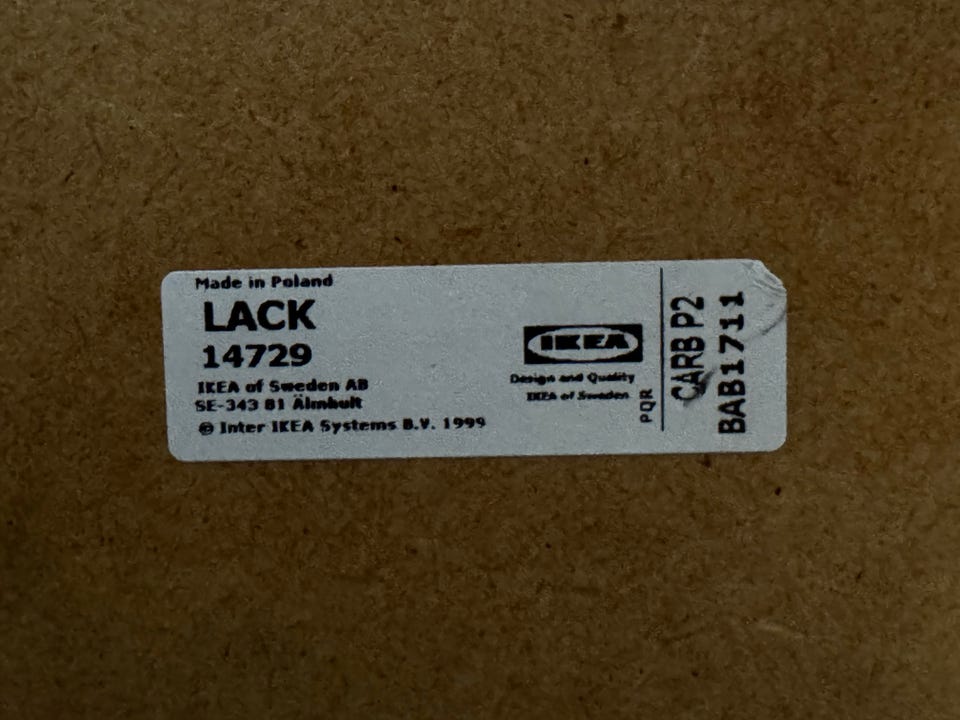 Made in Poland
LACK
14729
IKEA of Sweden AB
SE-343 81 Älmhult
© Inter IKEA Systems B.V. 1999
IKEA
Design and Quality
IKEA of Sweden
PQR
CARB P2
BAB1711